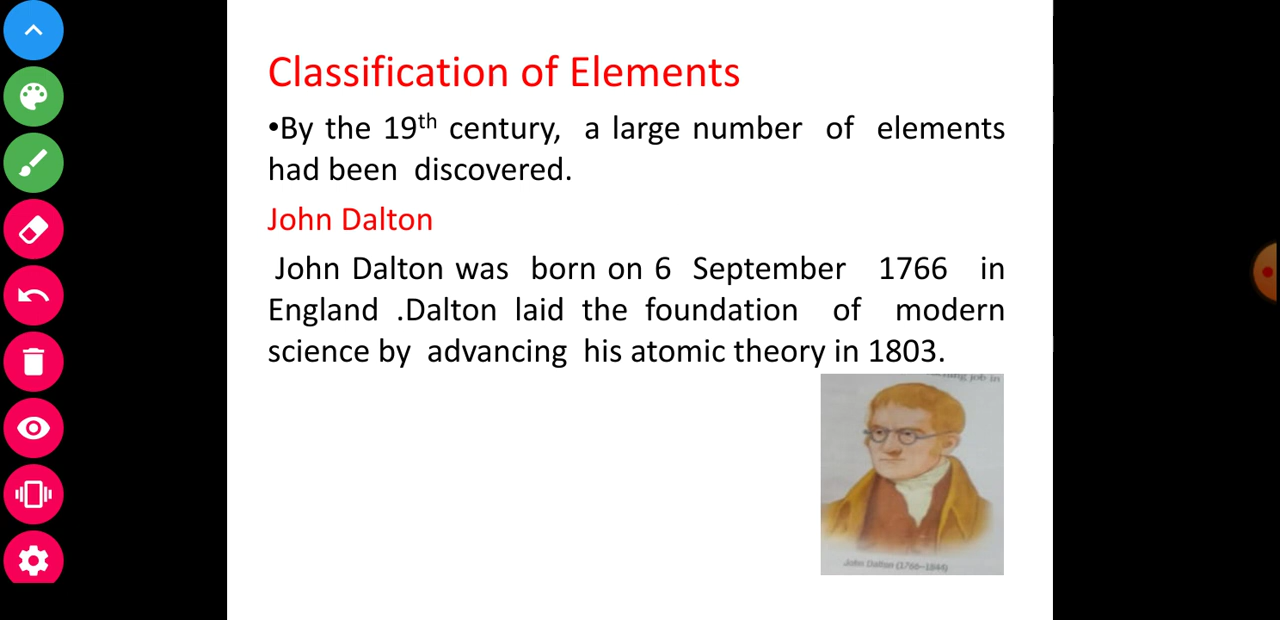 Classification of Elements
•By the 19th century, a large number of elements
had been discovered.
John Dalton
John Dalton was born on 6 September 1766 in
England .Dalton laid the foundation of modern
science by advancing his atomic theory in 1803.
job in
John Dalton (1766–1844)